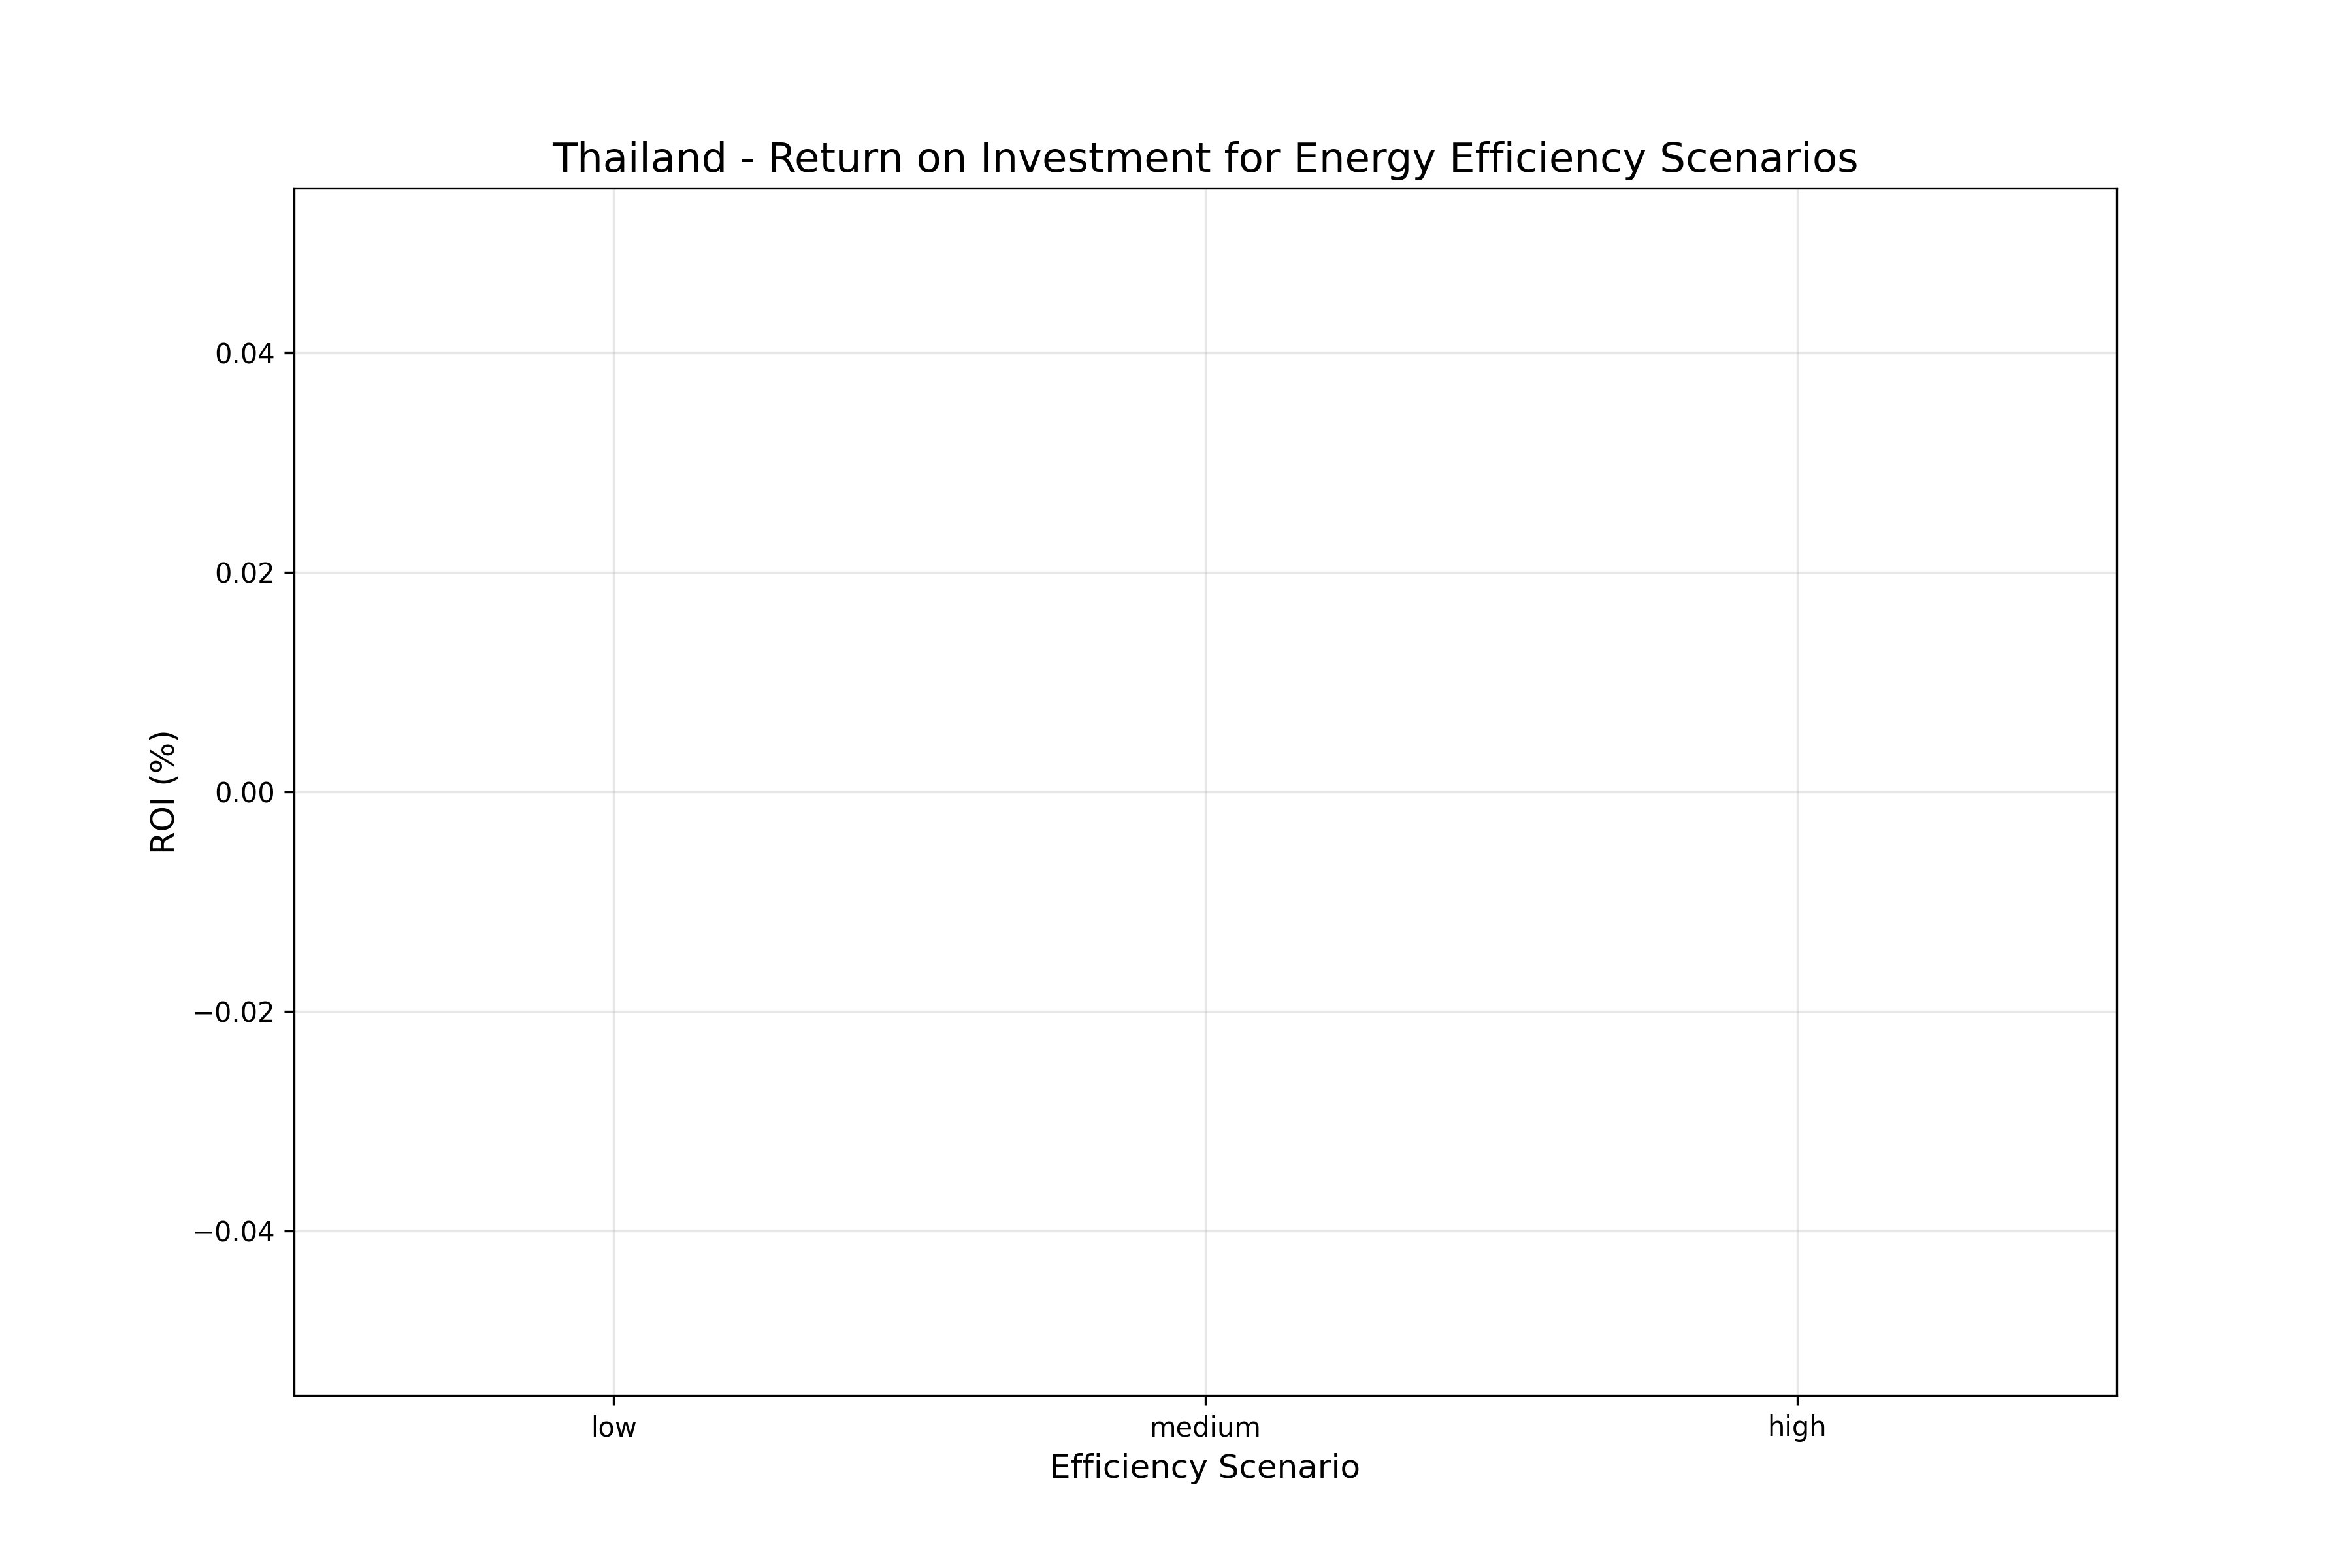 Thailand - Return on Investment for Energy Efficiency Scenarios
ROI (%)
0.04
0.02
0.00
−0.02
−0.04
low
medium
high
Efficiency Scenario